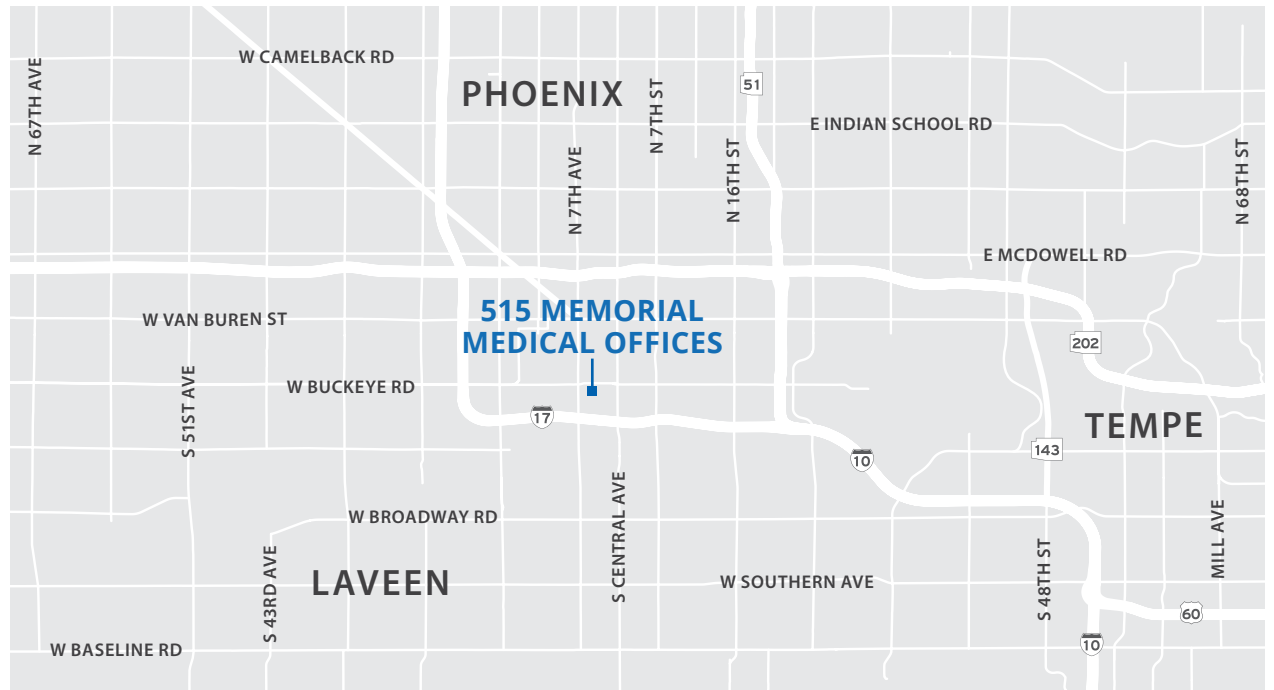 W CAMELBACK RD
N 67TH AVE
PHOENIX
51
N 7TH ST
E INDIAN SCHOOL RD
N 7TH AVE
N 16TH ST
N 68TH ST
E MCDOWELL RD
515 MEMORIAL
MEDICAL OFFICES
W VAN BUREN ST
202
W BUCKEYE RD
S 51ST AVE
17
TEMPE
143
10
W BROADWAY RD
S CENTRAL AVE
MILL AVE
LAVEEN
S 43RD AVE
W SOUTHERN AVE
S 48TH ST
60
W BASELINE RD
10